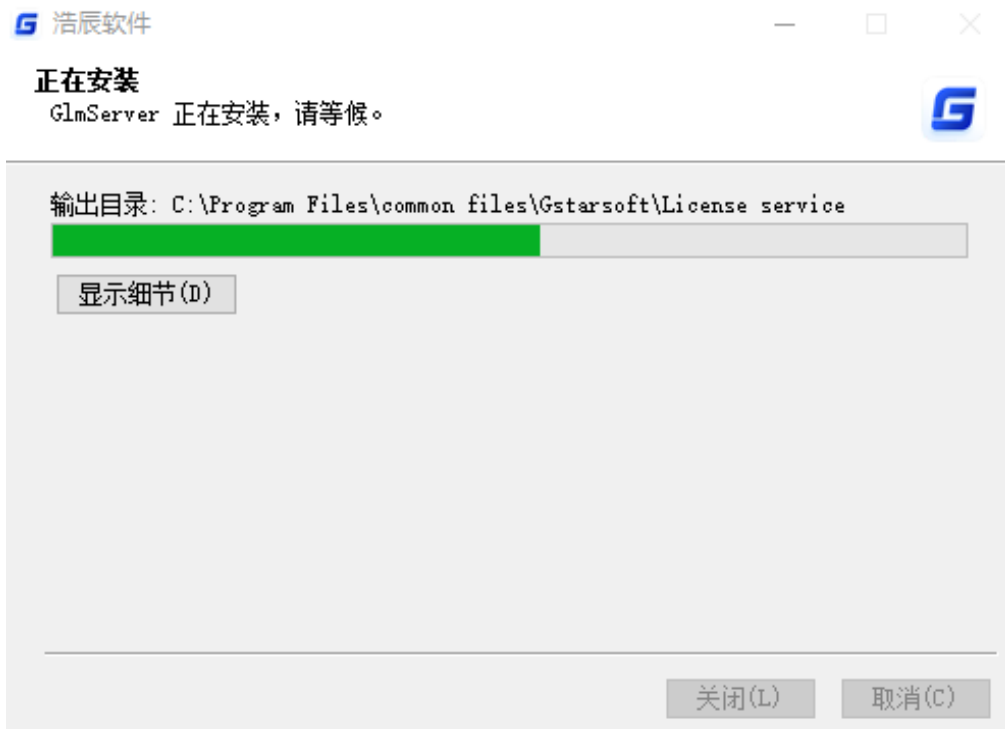 浩辰软件
正在安装
GlmServer 正在安装，请等候。
输出目录: C:\Program Files\common files\Gstarsoft\License service
显示细节(D)
关闭(L)
取消(C)